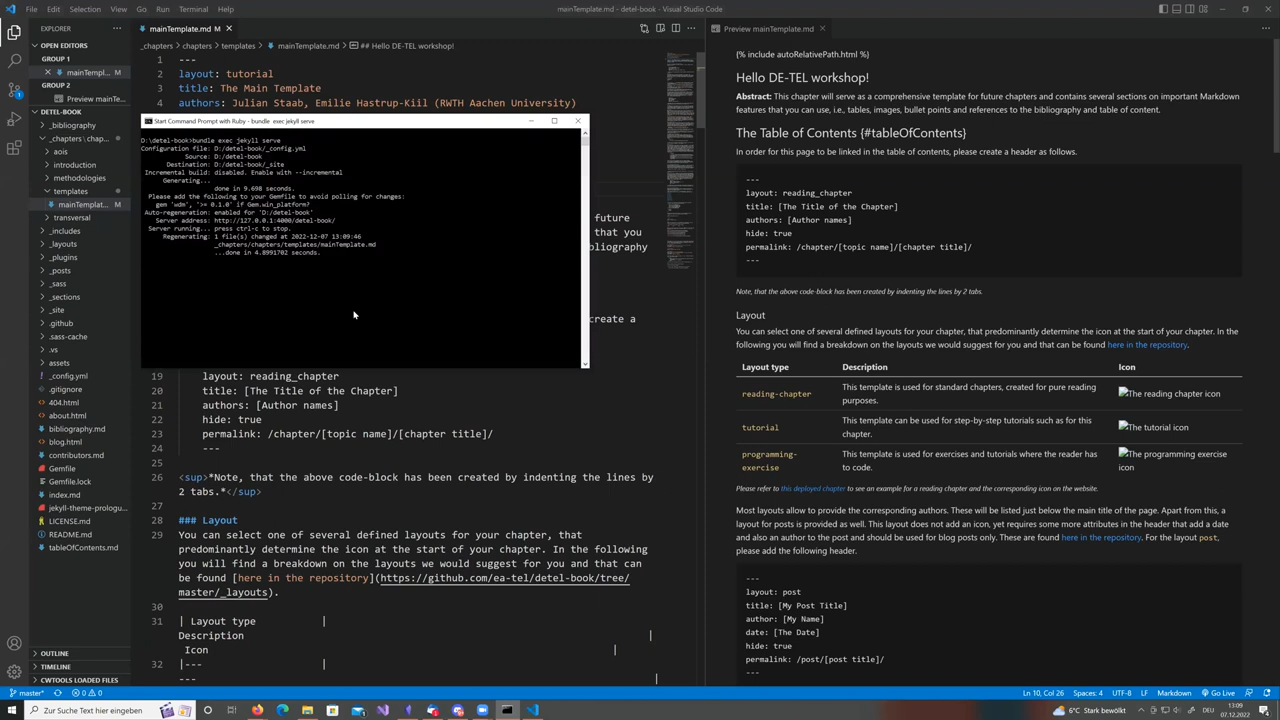 File Edit Selection View Go Run Terminal Help
mainTemplate.md - detel-book - Visual Studio Code
EXPLORER
OPEN EDITORS
GROUP 1
mainTempl... M
GROUP 2
Preview mainTe...
DETELBOOK
_bibliography
_chapters \ chapt...
aois
introduction
methodologies
templates
mainTemplat... M
transversal
_includes
_layouts
_plugins
_posts
_sass
_sections
_site
.github
.sass-cache
.vs
assets
_config.yml
.gitignore
404.html
about.html
bibliography.md
blog.html
contributors.md
Gemfile
Gemfile.lock
index.md
jekyll-theme-prologu...
LICENSE.md
README.md
tableOfContents.md
OUTLINE
TIMELINE
CWTOOLS LOADED FILES
mainTemplate.md M
_chapters > chapters > templates > mainTemplate.md > ## Hello DE-TEL workshop!
1 ---
2 layout: tutorial
3 title: The Main Template
4 authors: Julian Staab, Emilie Hastrup-Kiil (RWTH Aachen University)
Start Command Prompt with Ruby - bundle exec jekyll serve
D:\detel-book>bundle exec jekyll serve
Configuration file: D:/detel-book/_config.yml
Source: D:/detel-book
Destination: D:/detel-book/_site
Incremental build: disabled. Enable with --incremental
Generating...
done in 9.698 seconds.
Please add the following to your Gemfile to avoid polling for changes:
gem 'wdm', '>= 0.1.0' if Gem.win_platform?
Auto-regeneration: enabled for 'D:/detel-book'
Server address: http://127.0.0.1:4000/detel-book/
Server running... press ctrl-c to stop.
Regenerating: 1 file(s) changed at 2022-12-07 13:09:46
_chapters/chapters/templates/mainTemplate.md
...done in 4.8991702 seconds.
future
that you
bliography
create a
19 layout: reading_chapter
20 title: [The Title of the Chapter]
21 authors: [Author names]
22 hide: true
23 permalink: /chapter/[topic name]/[chapter title]/
24 ---
25
26 <sup>*Note, that the above code-block has been created by indenting the lines by
2 tabs.*</sup>
28 ### Layout
29 You can select one of several defined layouts for your chapter, that
predominantly determine the icon at the start of your chapter. In the following
you will find a breakdown on the layouts we would suggest for you and that can
be found [here in the repository](https://github.com/ea-tel/detel-book/tree/
master/_layouts).
30
31 | Layout type |
Description |
Icon |
32 |--- |
--- |
Preview mainTemplate.md
{% include autoRelativePath.html %}
Hello DE-TEL workshop!
Abstract: This chapter will serve as a comprehensive template for future chapters and contains several sections on important Markdown
features that you can use, i.e., tables, images, bullet points and references to the bibliography and internal content.
The Table of Contents {#tableOfContents}
In order for this page to be linked in the table of contents, please create a header as follows.
---
layout: reading_chapter
title: [The Title of the Chapter]
authors: [Author names]
hide: true
permalink: /chapter/[topic name]/[chapter title]/
---
Note, that the above code-block has been created by indenting the lines by 2 tabs.
Layout
You can select one of several defined layouts for your chapter, that predominantly determine the icon at the start of your chapter. In the
following you will find a breakdown on the layouts we would suggest for you and that can be found here in the repository.
Layout type Description Icon
reading-chapter This template is used for standard chapters, created for pure reading purposes. The reading chapter icon
tutorial This template can be used for step-by-step tutorials such as for this chapter. The tutorial icon
programming-exercise This template is used for exercises and tutorials where the reader has to code. The programming exercise icon
Please refer to this deployed chapter to see an example for a reading chapter and the corresponding icon on the website.
Most layouts allow to provide the corresponding authors. These will be listed just below the main title of the page. Apart from this, a
layout for posts is provided as well. This layout does not add an icon, yet requires some more attributes in the header that add a date
and also an author to the post and should be used for blog posts only. These are found here in the repository. For the layout post,
please add the following header.
---
layout: post
title: [My Post Title]
author: [My Name]
date: [The Date]
hide: true
permalink: /post/[post title]/
---
master* 0 0
Ln 10, Col 26 Spaces: 4 UTF-8 LF Markdown Go Live
Zur Suche Text hier eingeben
6°C Stark bewölkt DEU 13:09
07.12.2022